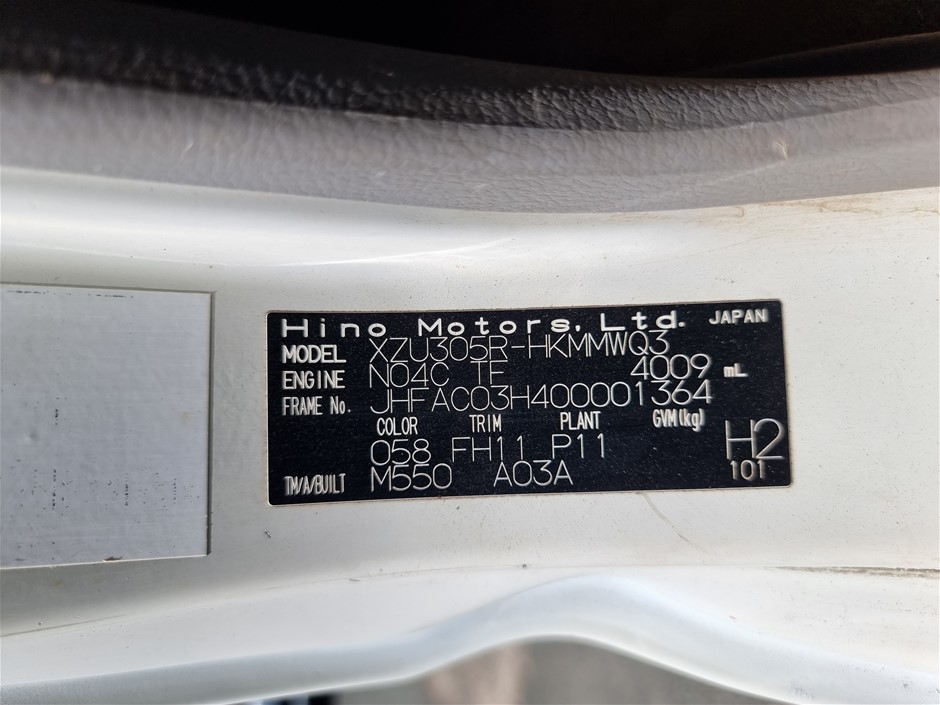 Hino Motors, Ltd. JAPAN
MODEL XZU305R-HKMMWQ3
ENGINE N04C TE 4009 mL
FRAME No. JHFAC03H400001364
COLOR TRIM PLANT GVM(kg)
058 FH11 P11 H2
TM/A/BUILT M550 A03A 101